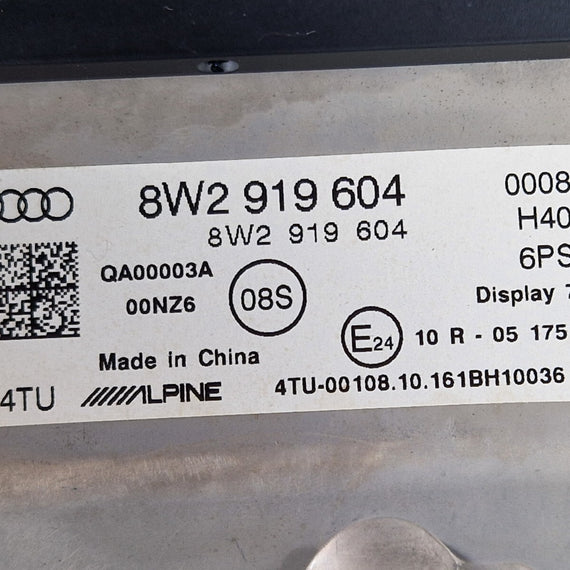 8W2 919 604
8W2 919 604
0008
H40
6PS
QA00003A
00NZ6
08S
Display 7
E24
10 R - 05 175
Made in China
4TU
ALPINE
4TU-00108.10.161BH10036